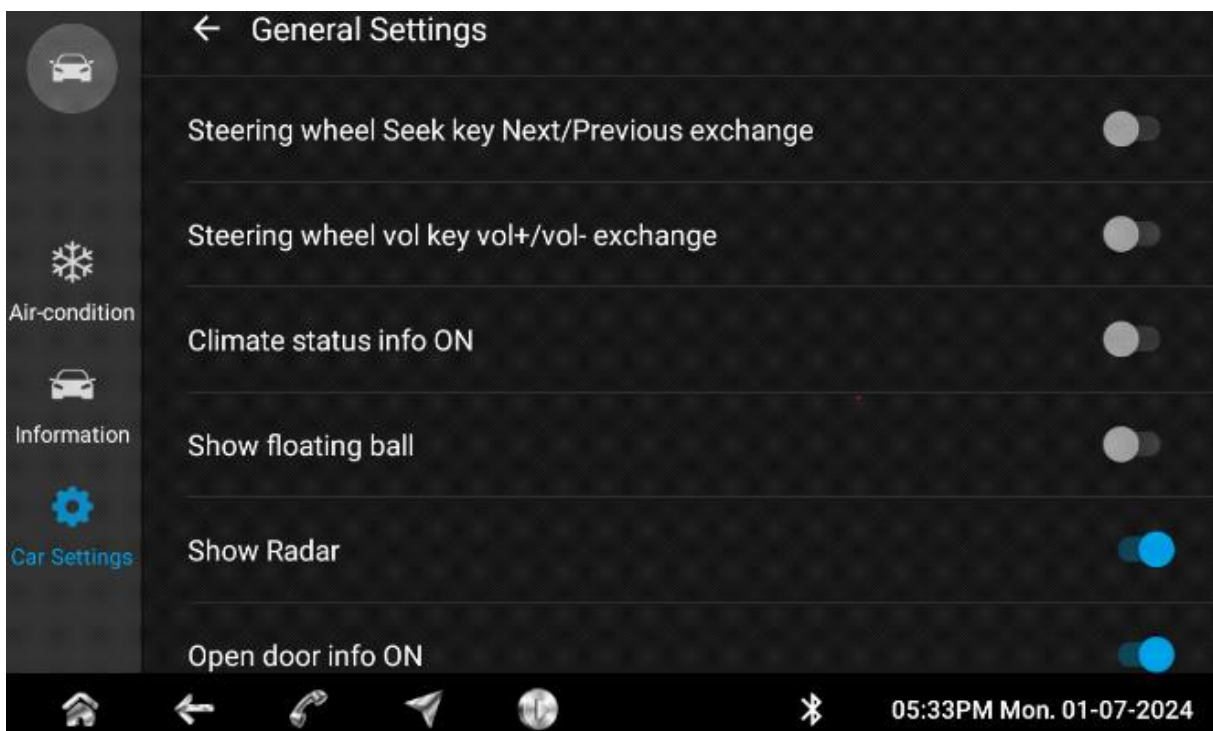 General Settings
Steering wheel Seek key Next/Previous exchange
Steering wheel vol key vol+/vol- exchange
Air-condition
Climate status info ON
Information
Show floating ball
Car Settings
Show Radar
Open door info ON
05:33PM Mon. 01-07-2024